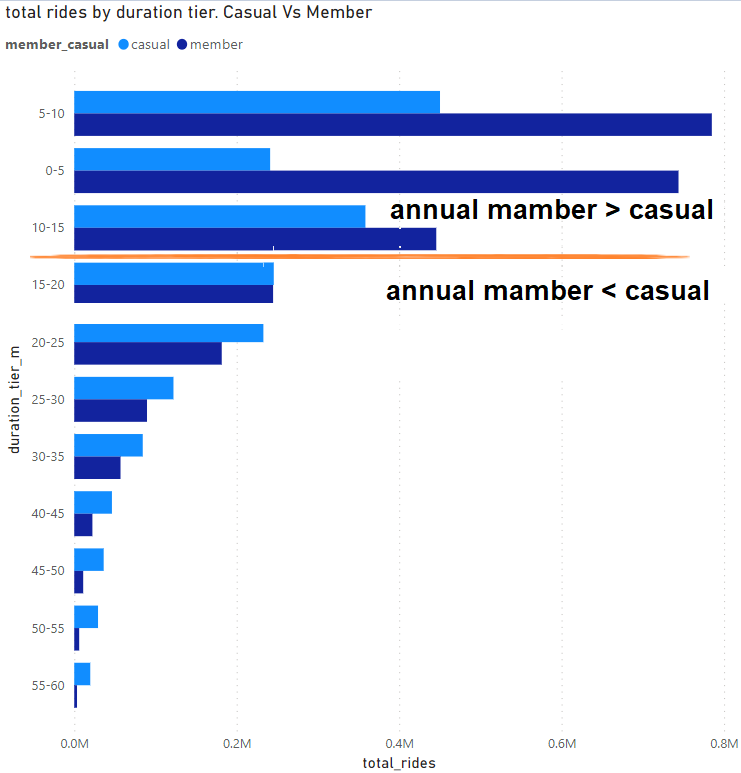 total rides by duration tier. Casual Vs Member
member_casual casual member
5-10
0-5
annual mamber > casual
10-15
15-20
annual mamber < casual
20-25
25-30
30-35
40-45
45-50
50-55
55-60
duration_tier_m
0.0M 0.2M 0.4M 0.6M 0.8M
total_rides